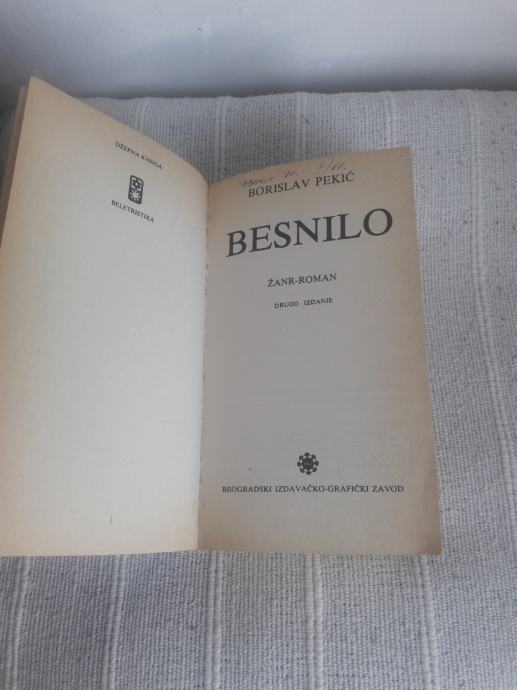 DŽEPNA KNJIGA
BELETRISTIKA
BORISLAV PEKIĆ
BESNILO
ŽANR-ROMAN
DRUGO IZDANJE
BEOGRADSKI IZDAVAČKO-GRAFIČKI ZAVOD